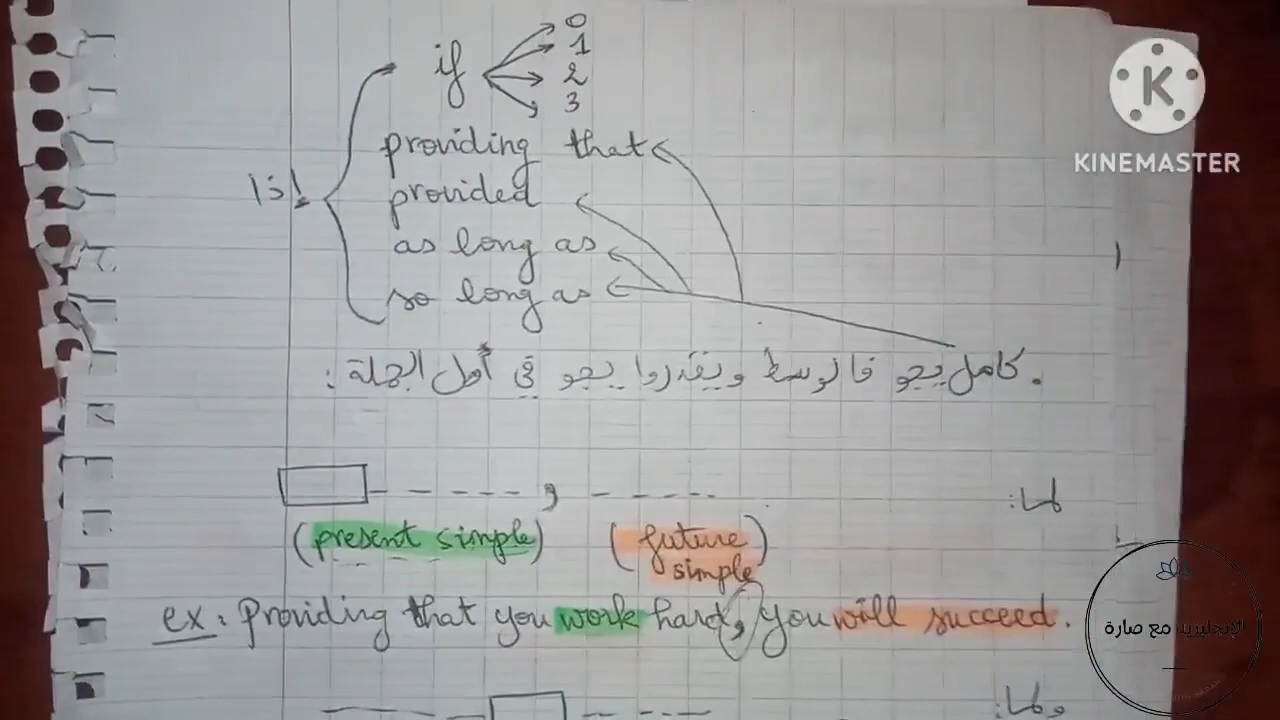 if 0
1
2
3
providing that
إذا provided
as long as
so long as
. كامل يجو فالوسط ويقدروا يجو في أول الجملة :
لما:
(present simple) (future simple)
ex: Providing that you work hard, you will succeed.
ولما:
K
KINEMASTER
الإنجليزية مع صارة